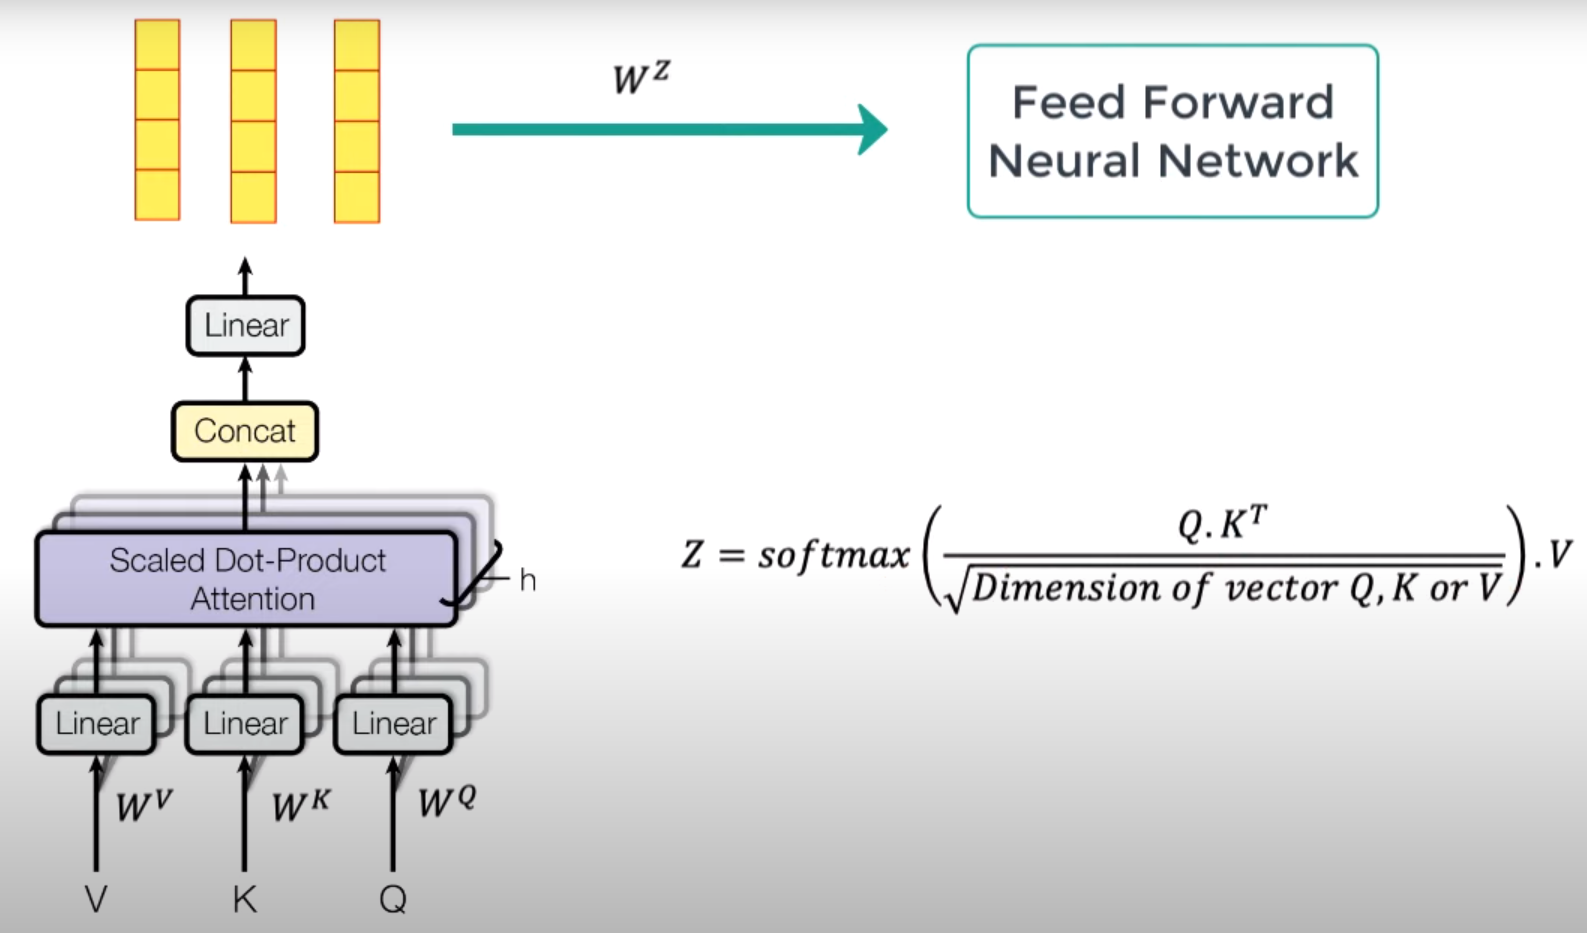 W^Z
Feed Forward
Neural Network
Linear
Concat
Scaled Dot-Product
Attention
h
Z = softmax(Q.K^T / √Dimension of vector Q, K or V).V
Linear Linear Linear
W^V W^K W^Q
V K Q